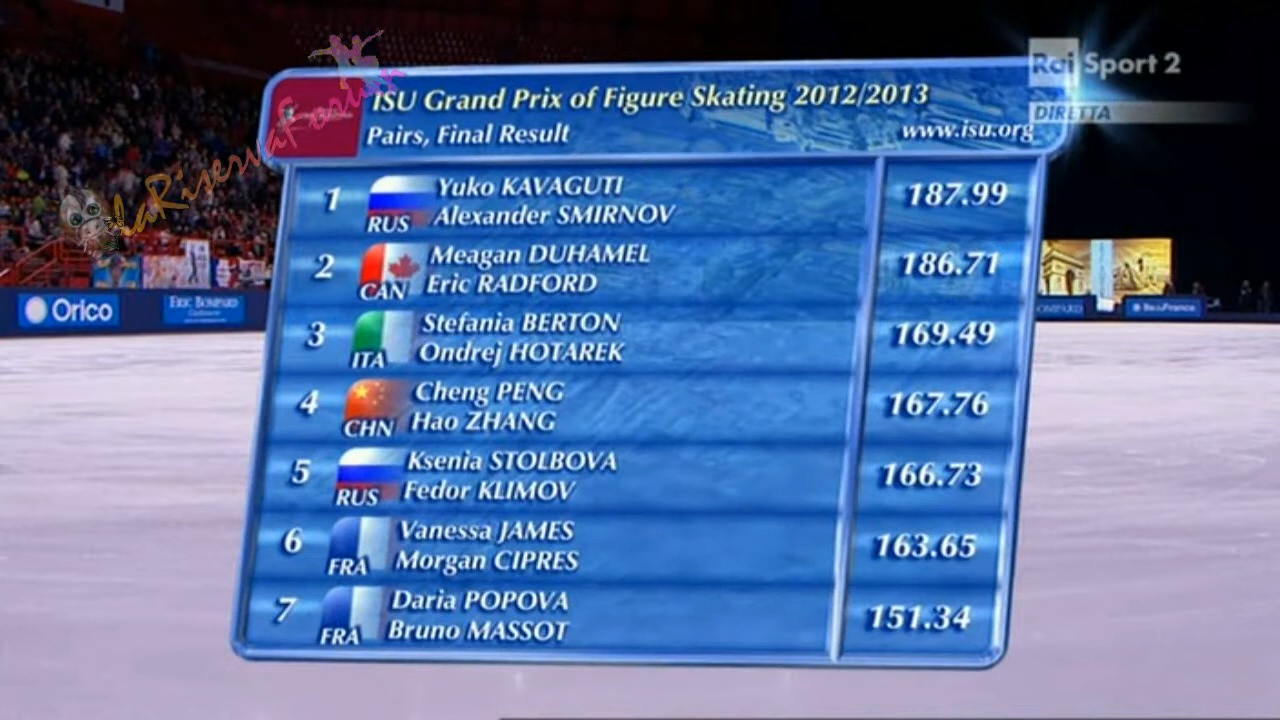 laRiservaForum
Rai Sport 2
DIRETTA
ISU Grand Prix of Figure Skating 2012/2013
Pairs, Final Result
www.isu.org
1
RUS
Yuko KAVAGUTI
Alexander SMIRNOV
187.99
2
CAN
Meagan DUHAMEL
Eric RADFORD
186.71
3
ITA
Stefania BERTON
Ondrej HOTAREK
169.49
4
CHN
Cheng PENG
Hao ZHANG
167.76
5
RUS
Ksenia STOLBOVA
Fedor KLIMOV
166.73
6
FRA
Vanessa JAMES
Morgan CIPRES
163.65
7
FRA
Daria POPOVA
Bruno MASSOT
151.34
Orico
ERIC BOMPARD